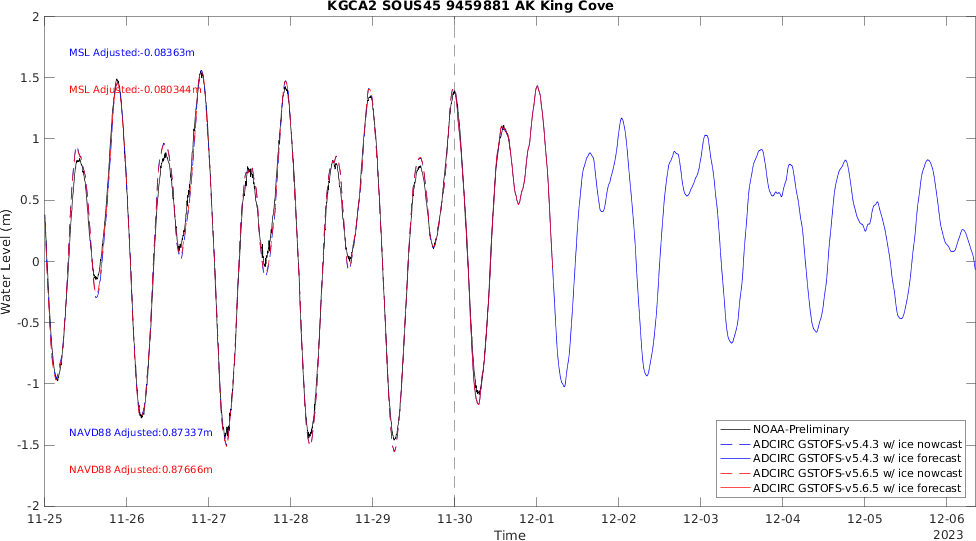 KGCA2 SOUS45 9459881 AK King Cove
2
1.5
1
0.5
0
-0.5
-1
-1.5
-2
Water Level (m)
MSL Adjusted:-0.08363m
MSL Adjusted:-0.080344m
NAVD88 Adjusted:0.87337m
NAVD88 Adjusted:0.87666m
NOAA-Preliminary
ADCIRC GSTOFS-v5.4.3 w/ ice nowcast
ADCIRC GSTOFS-v5.4.3 w/ ice forecast
ADCIRC GSTOFS-v5.6.5 w/ ice nowcast
ADCIRC GSTOFS-v5.6.5 w/ ice forecast
11-25 11-26 11-27 11-28 11-29 11-30 12-01 12-02 12-03 12-04 12-05 12-06
Time
2023